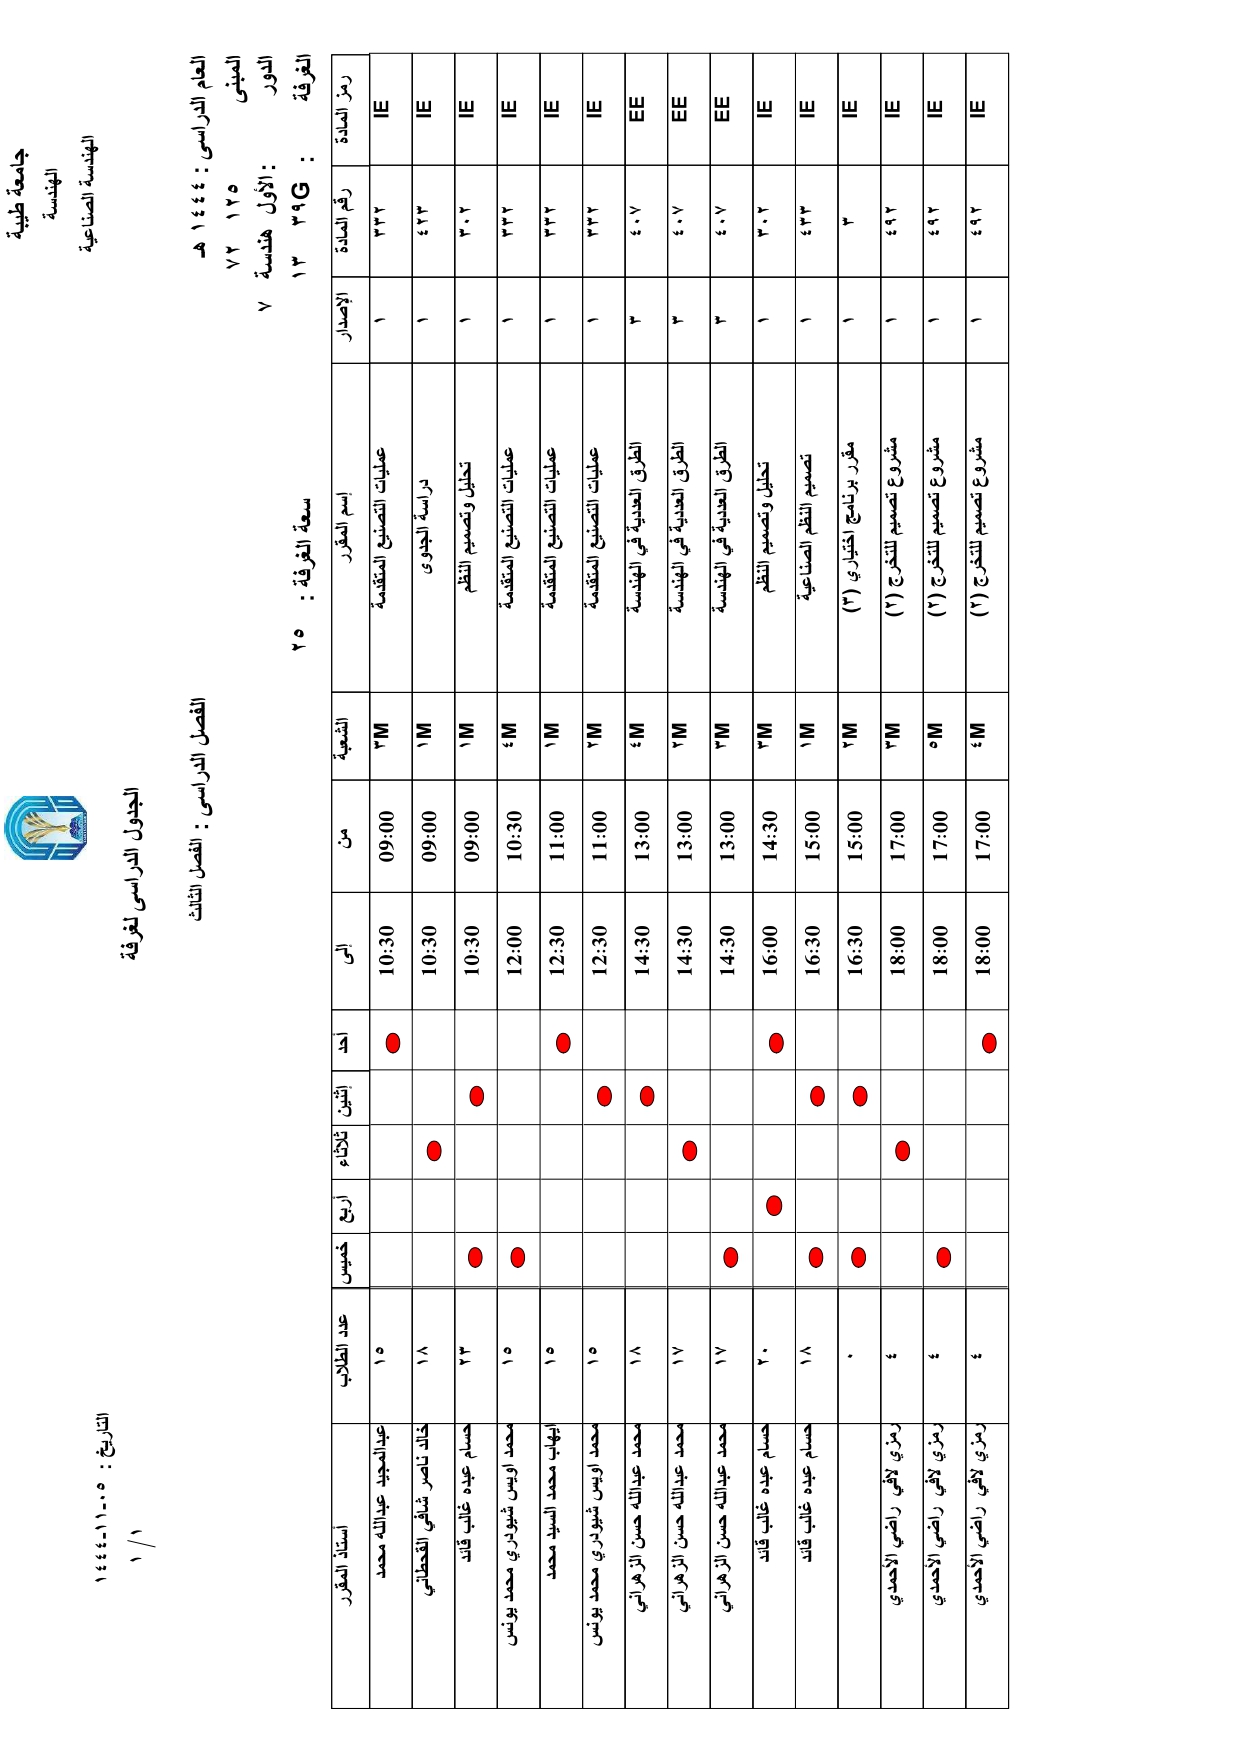 جامعة طيبة
الهندسة
الهندسة الصناعية
التاريخ : ٠٥-١١-١٤٤٤
١/ ١
الجدول الدراسى لغرفة
العام الدراسى : ١٤٤٤ هـ الفصل الدراسى : الفصل الثالث
المبنى ١٢٥ ٧٢
الدور : الأول هندسة ٧
الغرفة : ٣٩G ١٣ سعة الغرفة : ٢٥
رمز المادة رقم المادة الإصدار إسم المقرر الشعبة من إلى أحد إثنين ثلاثاء أربع خميس عدد الطلاب أستاذ المقرر
IE ٣٣٢ ١ عمليات التصنيع المتقدمة ٣M 09:00 10:30 ١٥ عبدالمجيد عبدالله محمد
IE ٤٢٣ ١ دراسة الجدوى ١M 09:00 10:30 ١٨ خالد ناصر شافي القحطاني
IE ٣٠٢ ١ تحليل وتصميم النظم ١M 09:00 10:30 ٢٣ حسام عبده غالب قائد
IE ٣٣٢ ١ عمليات التصنيع المتقدمة ٤M 10:30 12:00 ١٥ محمد اويس شيودري محمد يونس
IE ٣٣٢ ١ عمليات التصنيع المتقدمة ١M 11:00 12:30 ١٥ ايهاب محمد السيد محمد
IE ٣٣٢ ١ عمليات التصنيع المتقدمة ٢M 11:00 12:30 ١٥ محمد اويس شيودري محمد يونس
EE ٤٠٧ ٣ الطرق العددية في الهندسة ٤M 13:00 14:30 ١٨ محمد عبدالله حسن الزهراني
EE ٤٠٧ ٣ الطرق العددية في الهندسة ٢M 13:00 14:30 ١٧ محمد عبدالله حسن الزهراني
EE ٤٠٧ ٣ الطرق العددية في الهندسة ٣M 13:00 14:30 ١٧ محمد عبدالله حسن الزهراني
IE ٣٠٢ ١ تحليل وتصميم النظم ٣M 14:30 16:00 ٢٠ حسام عبده غالب قائد
IE ٤٣٣ ١ تصميم النظم الصناعية ١M 15:00 16:30 ١٨ حسام عبده غالب قائد
IE ٣ ١ مقرر برنامج اختياري (٣) ٢M 15:00 16:30 ٠
IE ٤٩٢ ١ مشروع تصميم للتخرج (٢) ٣M 17:00 18:00 ٤ رمزي لافي راضي الأحمدي
IE ٤٩٢ ١ مشروع تصميم للتخرج (٢) ٥M 17:00 18:00 ٤ رمزي لافي راضي الأحمدي
IE ٤٩٢ ١ مشروع تصميم للتخرج (٢) ٤M 17:00 18:00 ٤ رمزي لافي راضي الأحمدي